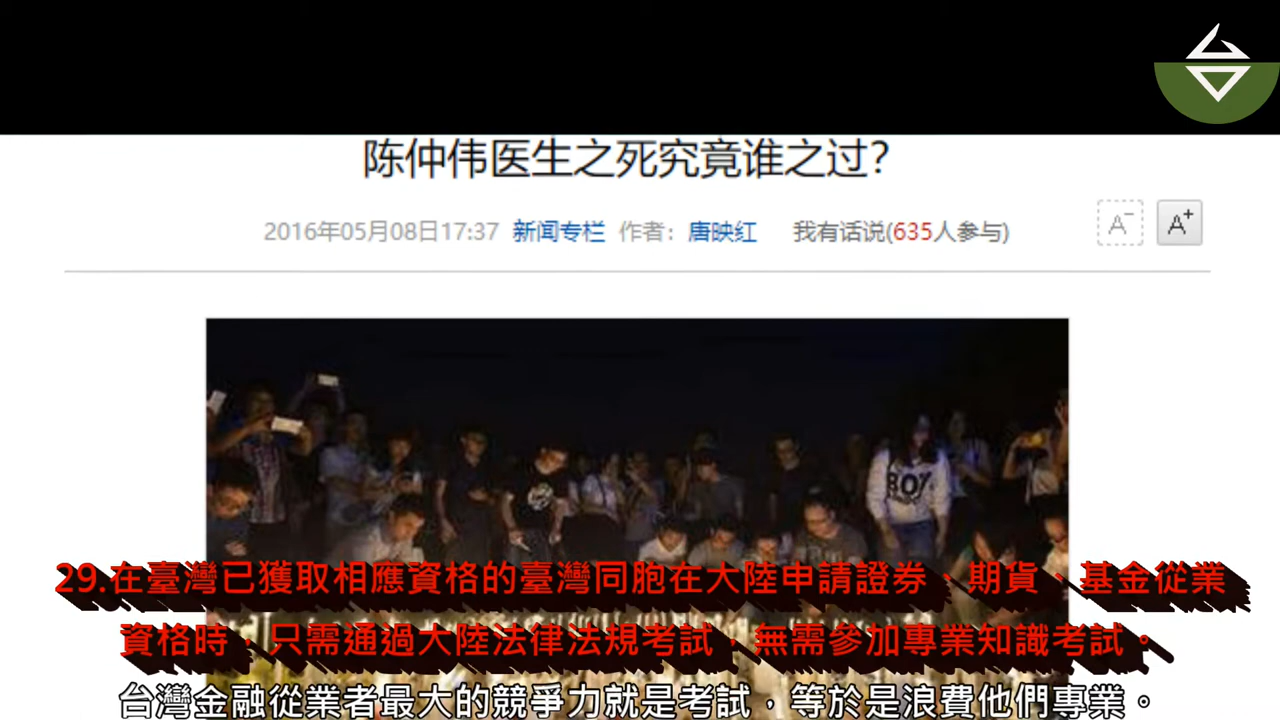 陈仲伟医生之死究竟谁之过?
2016年05月08日17:37 新闻专栏 作者：唐映红 我有话说(635人参与)
A- A+
BOY
29.在臺灣已獲取相應資格的臺灣同胞在大陸申請證券、期貨、基金從業
資格時，只需通過大陸法律法規考試，無需參加專業知識考試。
台灣金融從業者最大的競爭力就是考試，等於是浪費他們專業。